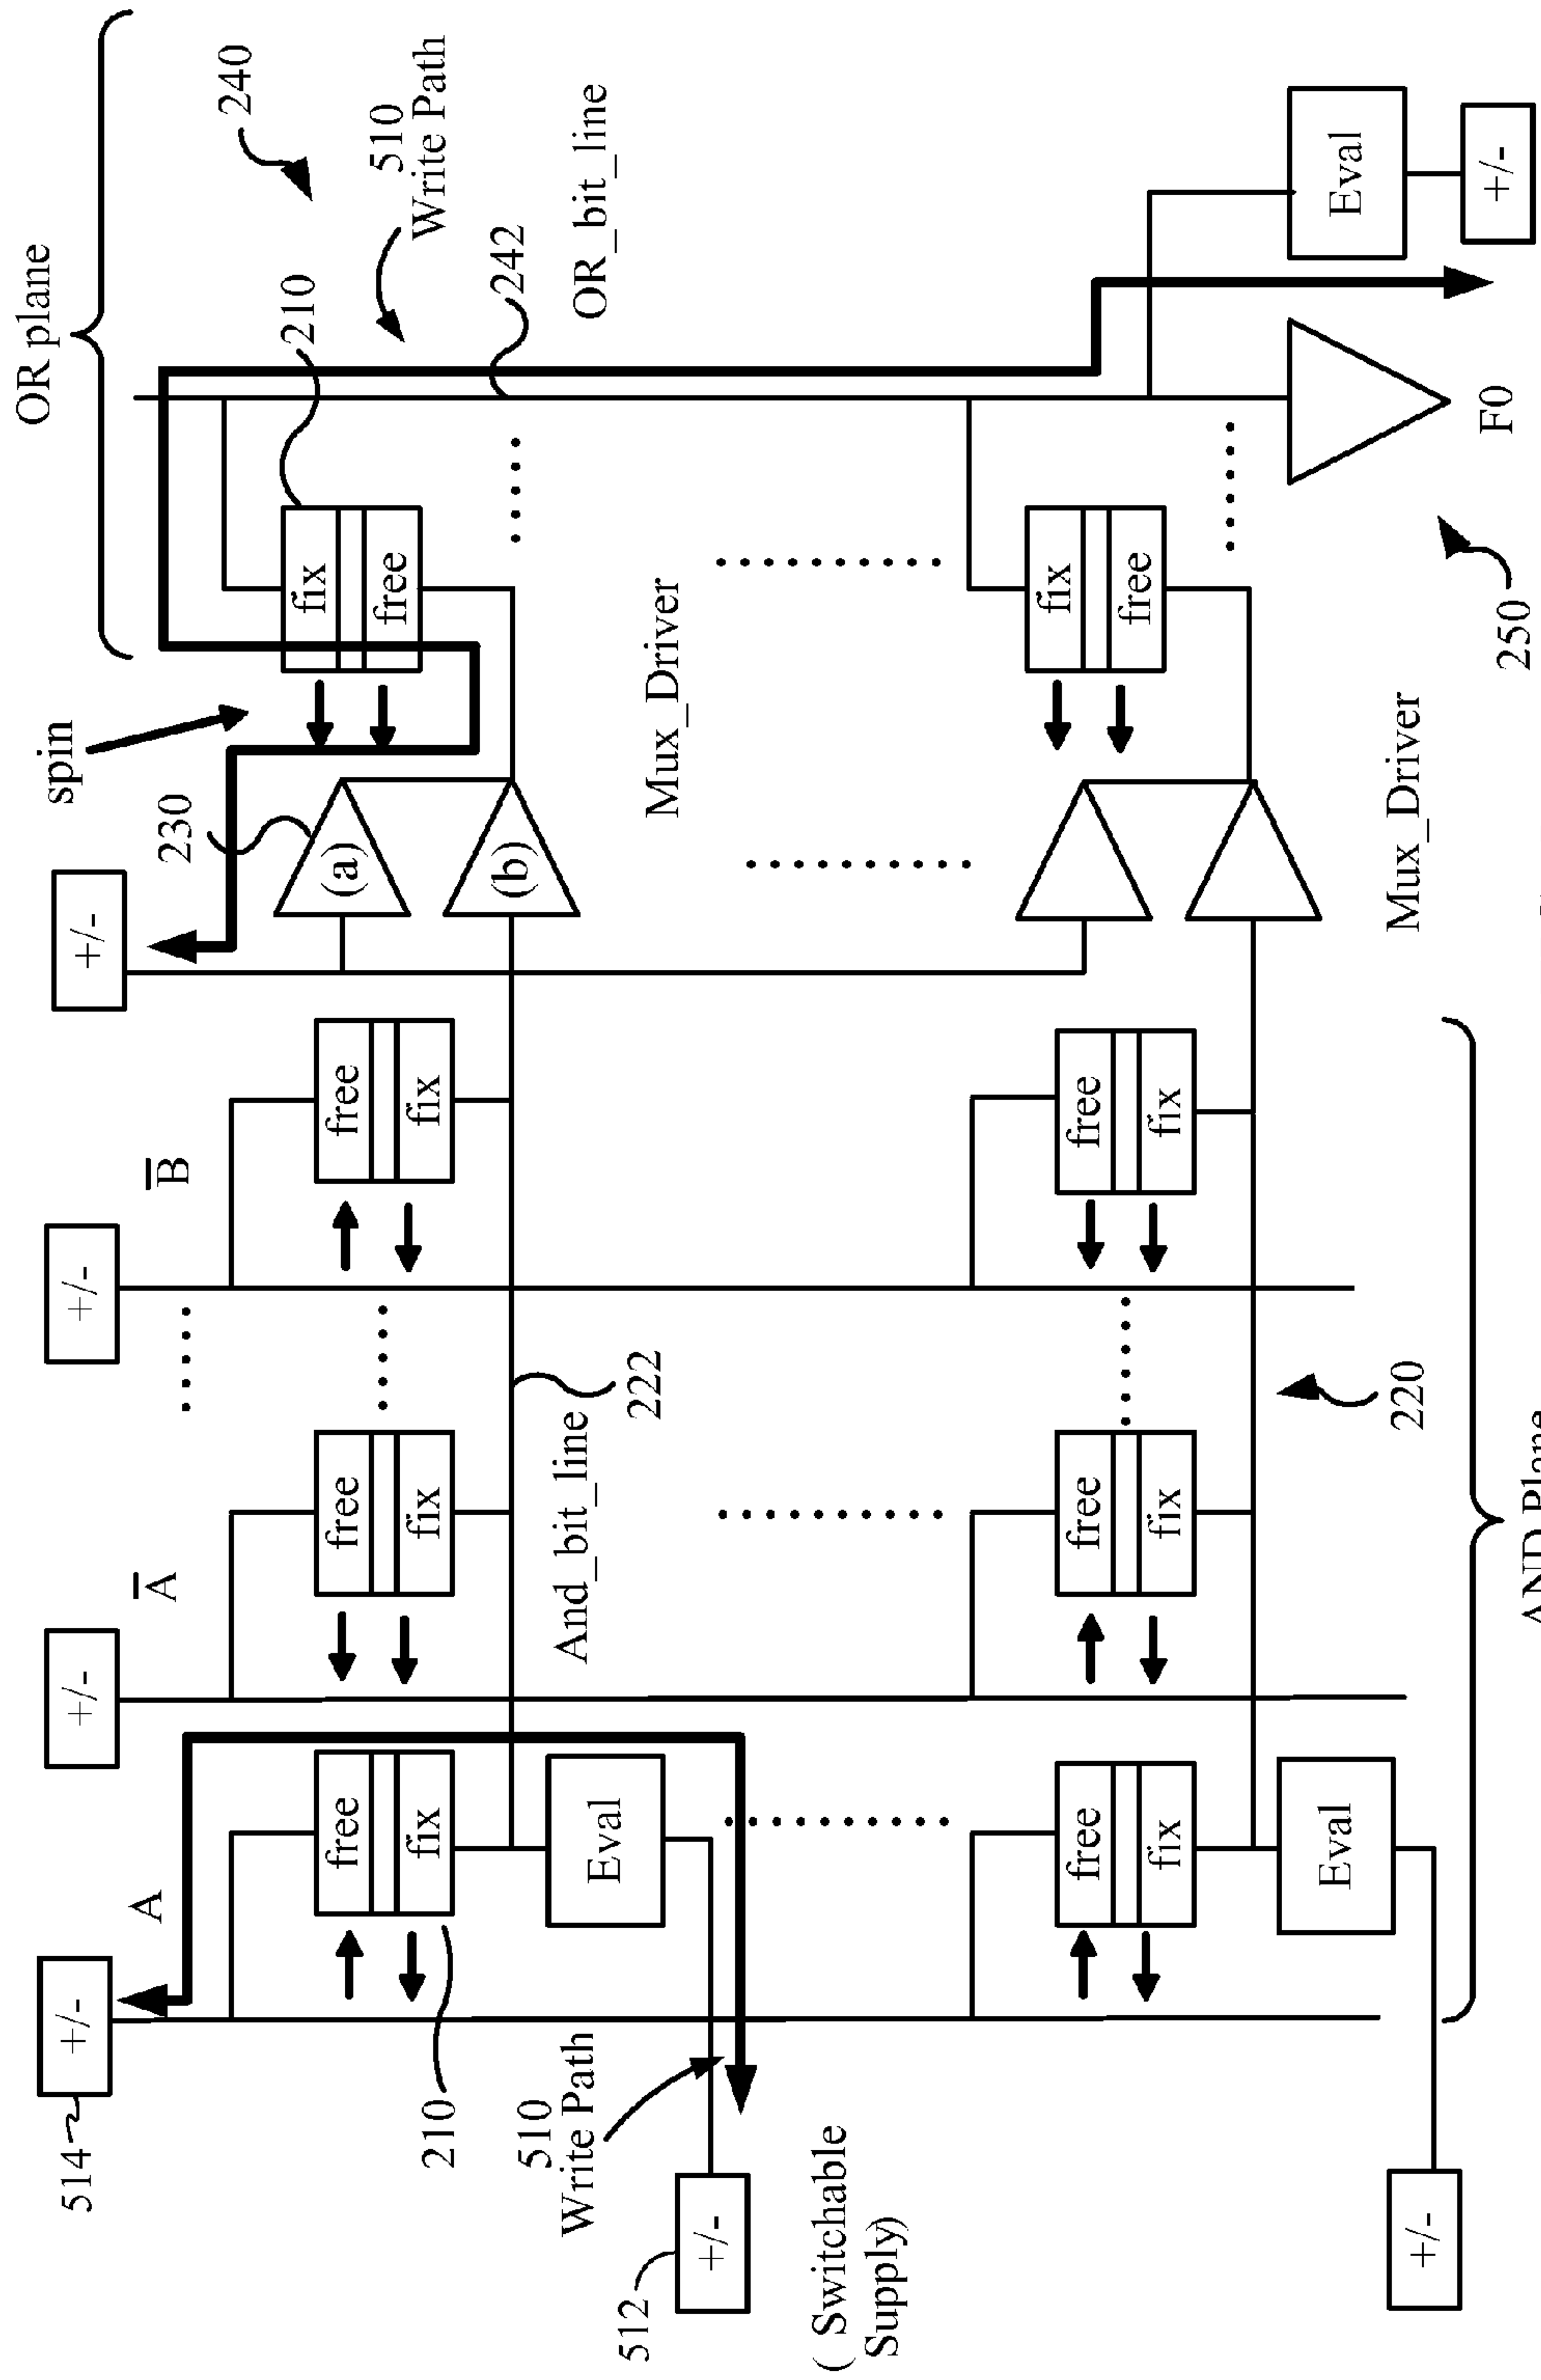 OR plane
514
+/-
+/-
+/-
+/-
spin
A
A̅
B̅
230
240
free
free
free
(a)
fix
210
fix
fix
fix
free
510
Write Path
210
242
510
Write Path
(b)
And_bit_line
OR_bit_line
Eval
222
512
+/-
Mux_Driver
( Switchable
Supply)
free
free
free
fix
fix
fix
fix
free
Eval
Eval
+/-
220
Mux_Driver
F0
+/-
250
AND Plane